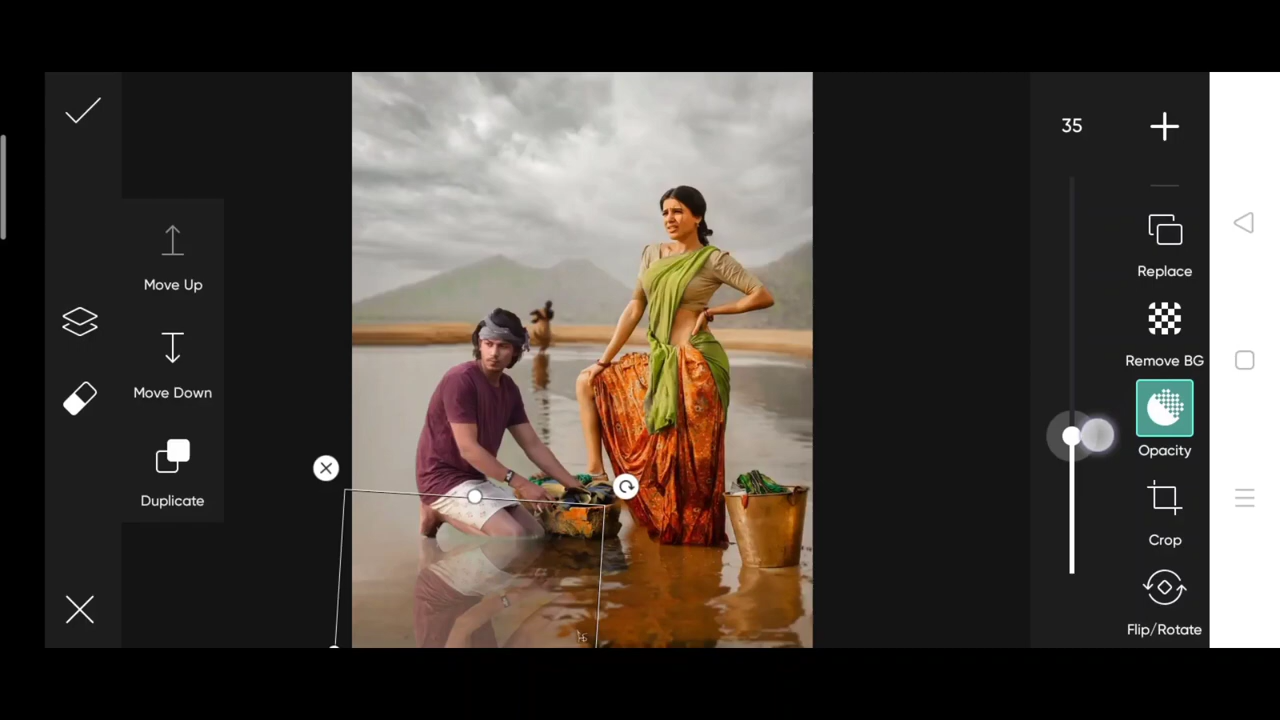 35
Move Up
Replace
Remove BG
Move Down
Opacity
Duplicate
Crop
Flip/Rotate